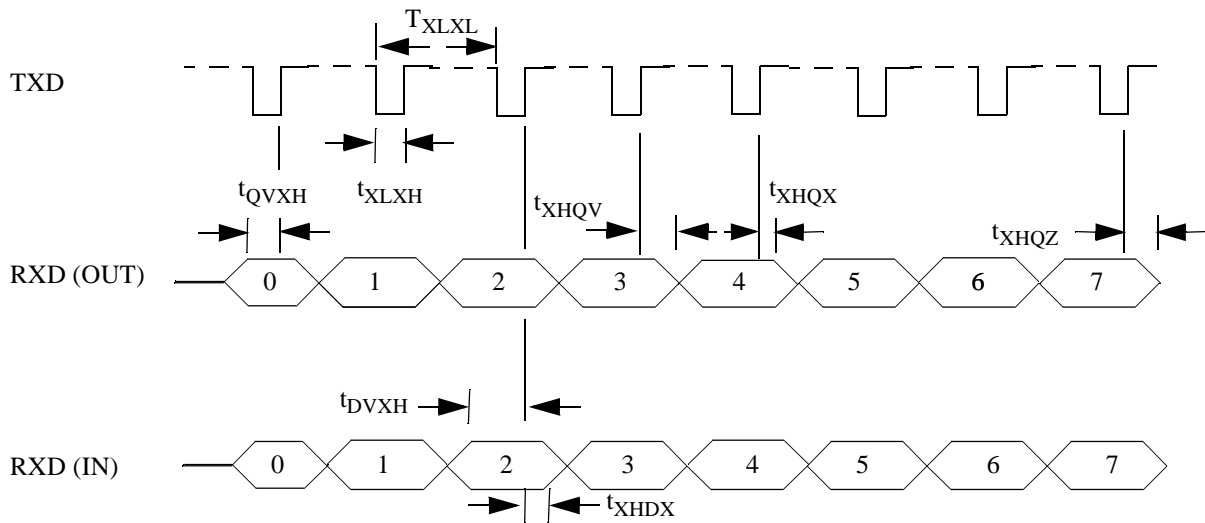 TXLXL
TXD
tQVXH
tXLXH
tXHQV
tXHQX
tXHQZ
RXD (OUT)
0 1 2 3 4 5 6 7
tDVXH
RXD (IN)
0 1 2 3 4 5 6 7
tXHDX